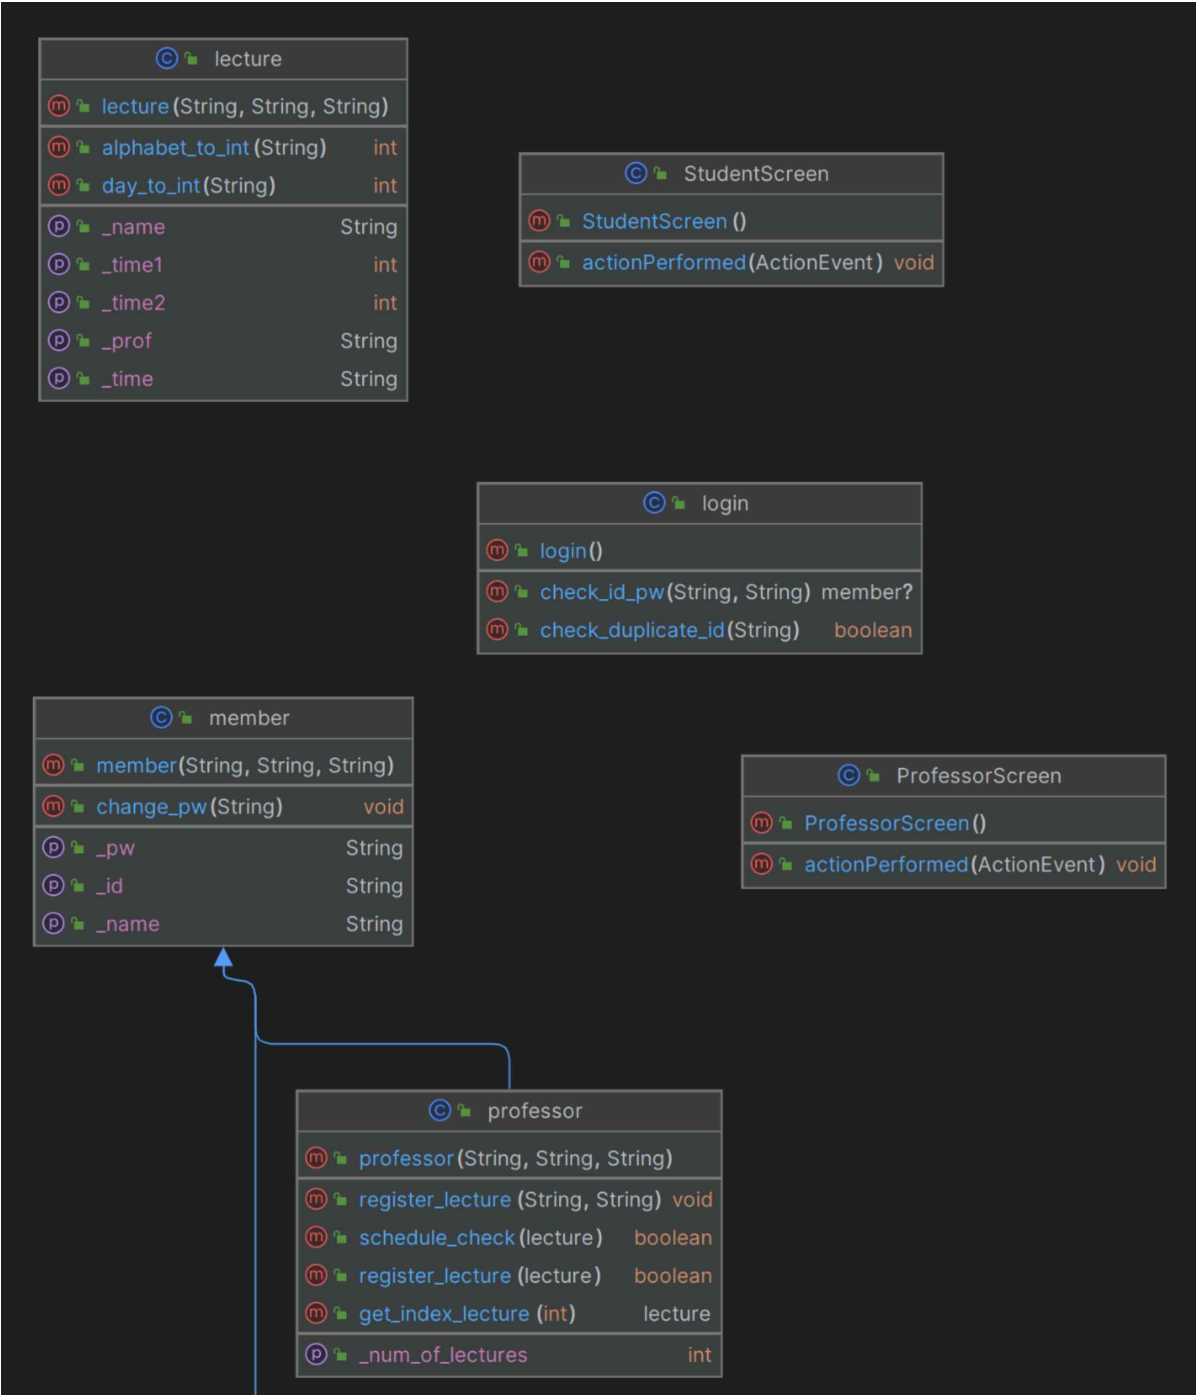 lecture
lecture(String, String, String)
alphabet_to_int(String) int
day_to_int(String) int
_name String
_time1 int
_time2 int
_prof String
_time String
StudentScreen
StudentScreen()
actionPerformed(ActionEvent) void
login
login()
check_id_pw(String, String) member?
check_duplicate_id(String) boolean
member
member(String, String, String)
change_pw(String) void
_pw String
_id String
_name String
ProfessorScreen
ProfessorScreen()
actionPerformed(ActionEvent) void
professor
professor(String, String, String)
register_lecture(String, String) void
schedule_check(lecture) boolean
register_lecture(lecture) boolean
get_index_lecture(int) lecture
_num_of_lectures int